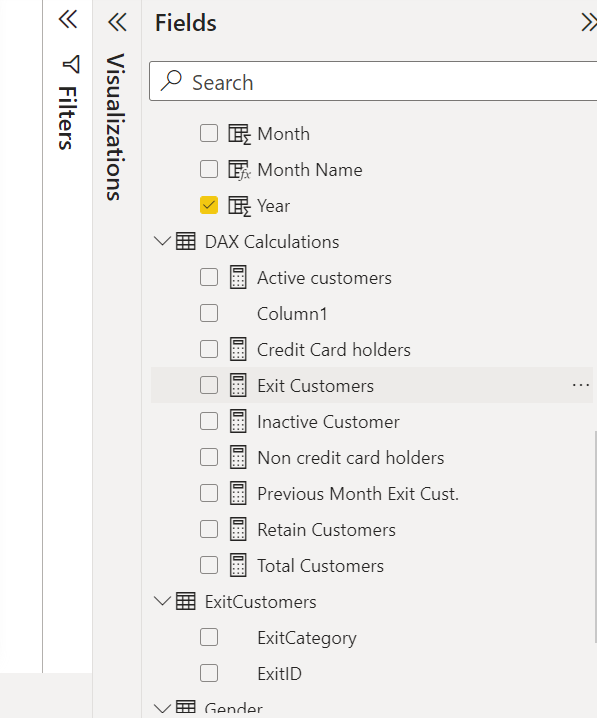 Filters
Visualizations
Fields
Search
Month
Month Name
Year
DAX Calculations
Active customers
Column1
Credit Card holders
Exit Customers
Inactive Customer
Non credit card holders
Previous Month Exit Cust.
Retain Customers
Total Customers
ExitCustomers
ExitCategory
ExitID
Gender